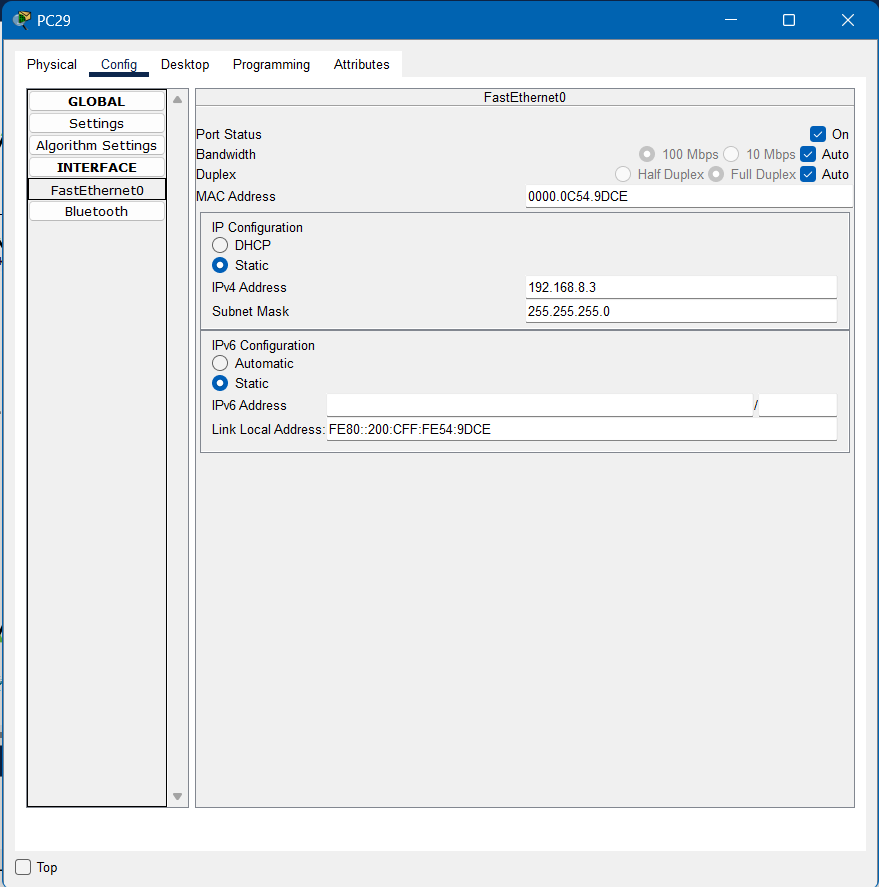 PC29
Physical Config Desktop Programming Attributes
GLOBAL
Settings
Algorithm Settings
INTERFACE
FastEthernet0
Bluetooth
FastEthernet0
Port Status On
Bandwidth 100 Mbps 10 Mbps Auto
Duplex Half Duplex Full Duplex Auto
MAC Address 0000.0C54.9DCE
IP Configuration
DHCP
Static
IPv4 Address 192.168.8.3
Subnet Mask 255.255.255.0
IPv6 Configuration
Automatic
Static
IPv6 Address /
Link Local Address: FE80::200:CFF:FE54:9DCE
Top